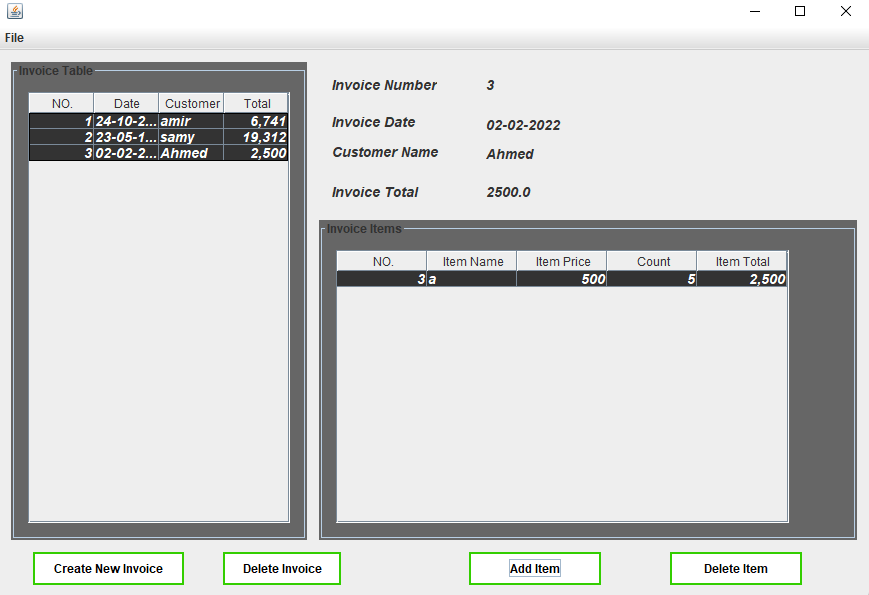 File
Invoice Table
NO. Date Customer Total
1 24-10-2... amir 6,741
2 23-05-1... samy 19,312
3 02-02-2... Ahmed 2,500
Invoice Number 3
Invoice Date 02-02-2022
Customer Name Ahmed
Invoice Total 2500.0
Invoice Items
NO. Item Name Item Price Count Item Total
3 a 500 5 2,500
Create New Invoice Delete Invoice Add Item Delete Item